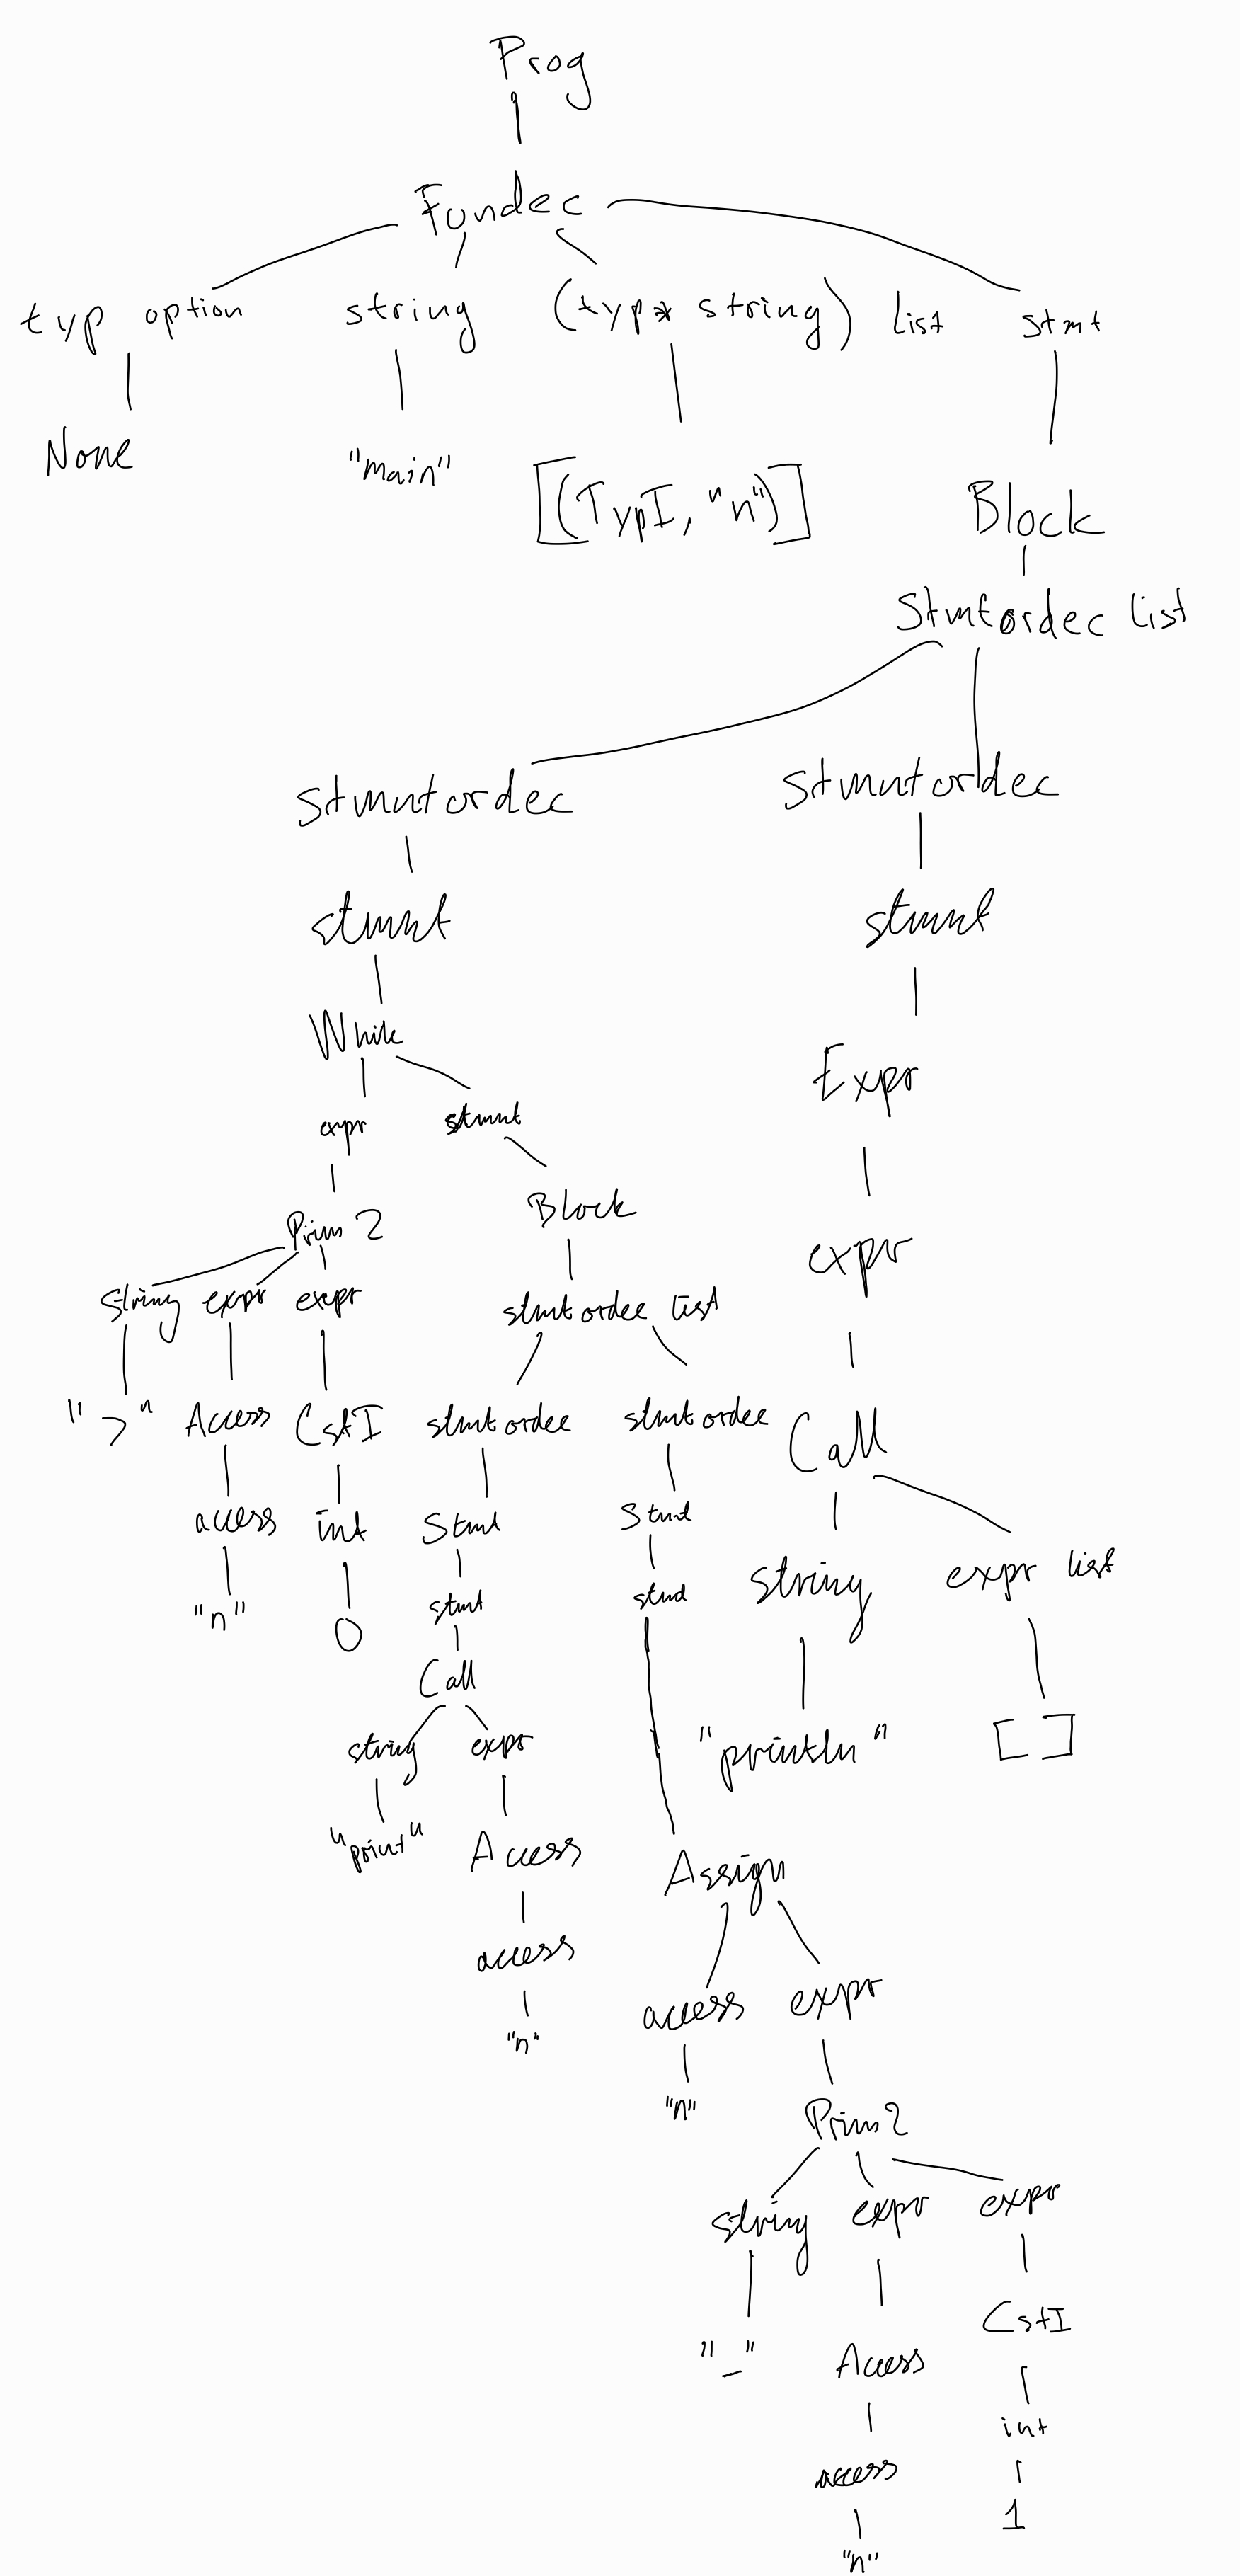 Prog
Fundec
typ option string (typ* string) list stmt
None "main" [(TypI, "n")] Block
Stmtordec list
Stmntordec Stmntordec
stmnt stmnt
While Expr
expr stmnt
Prim2 Block expr
string expr expr stmtordec list
">" Access CstI stmtordec stmtordec Call
access int Stmt Stmt string expr list
"n" 0 stmt stmt
Call "println" []
string expr
"print" Access Assign
access access expr
"n" "n" Prim2
string expr expr
"-" Access CstI
access int
"n" 1